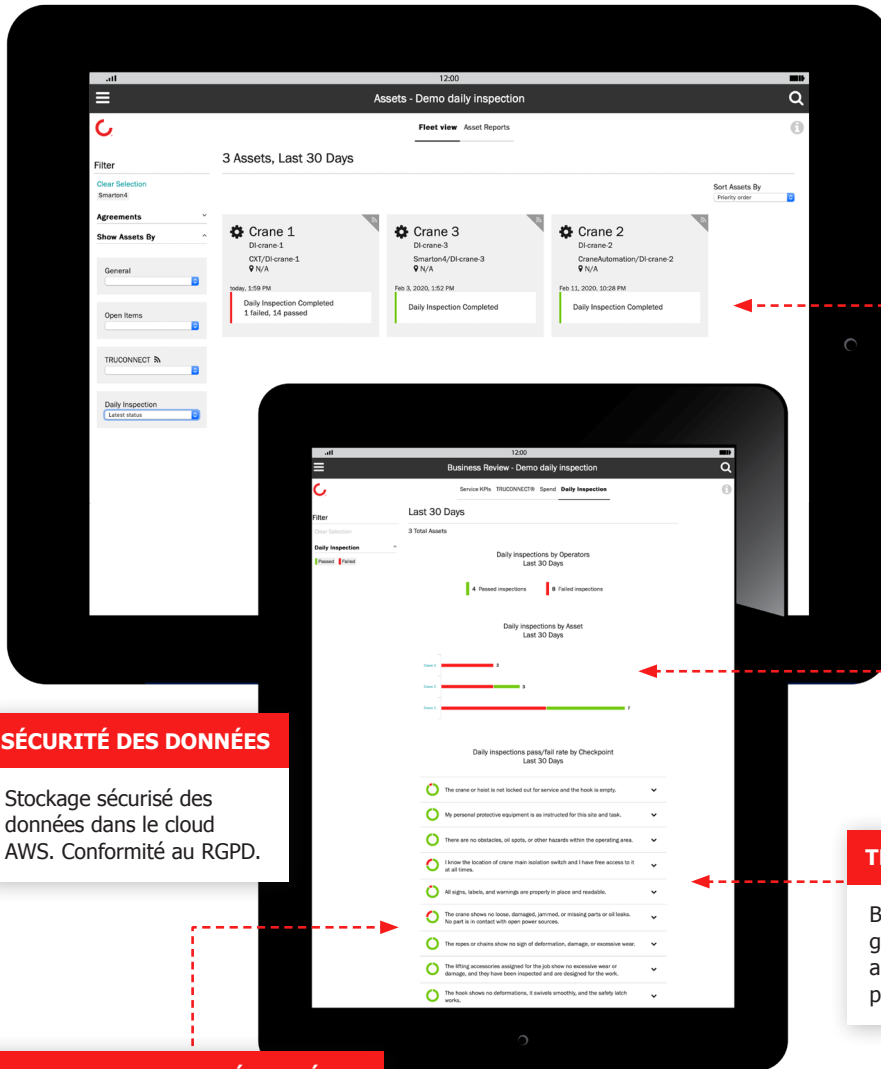 12:00
Assets - Demo daily inspection
Fleet view Asset Reports
Filter
3 Assets, Last 30 Days
Clear Selection
Smarton4
Sort Assets By
Priority order
Agreements
Show Assets By
General
Open Items
TRUCONNECT
Daily Inspection
Latest status
Crane 1
DI-crane-1
CXT/DI-crane-1
N/A
today, 1:59 PM
Daily Inspection Completed
1 failed, 14 passed
Crane 3
DI-crane-3
Smarton4/DI-crane-3
N/A
Feb 3, 2020, 1:52 PM
Daily Inspection Completed
Crane 2
DI-crane-2
CraneAutomation/DI-crane-2
N/A
Feb 11, 2020, 10:28 PM
Daily Inspection Completed
12:00
Business Review - Demo daily inspection
Service KPIs TRUCONNECT® Spend Daily Inspection
Filter
Clear Selection
Daily Inspection
Passed Failed
Last 30 Days
3 Total Assets
Daily inspections by Operators
Last 30 Days
4 Passed inspections
8 Failed inspections
Daily inspections by Asset
Last 30 Days
2
3
7
Daily inspections pass/fail rate by Checkpoint
Last 30 Days
The crane or hoist is not locked out for service and the hook is empty.
My personal protective equipment is as instructed for this site and task.
There are no obstacles, oil spots, or other hazards within the operating area.
I know the location of crane main isolation switch and I have free access to it
at all times.
All signs, labels, and warnings are properly in place and readable.
The crane shows no loose, damaged, jammed, or missing parts or oil leaks.
No part is in contact with open power sources.
The ropes or chains show no sign of deformation, damage, or excessive wear.
The lifting accessories assigned for the job show no excessive wear or
damage, and they have been inspected and are designed for the work.
The hook shows no deformations, it swivels smoothly, and the safety latch
works.
SÉCURITÉ DES DONNÉES
Stockage sécurisé des
données dans le cloud
AWS. Conformité au RGPD.